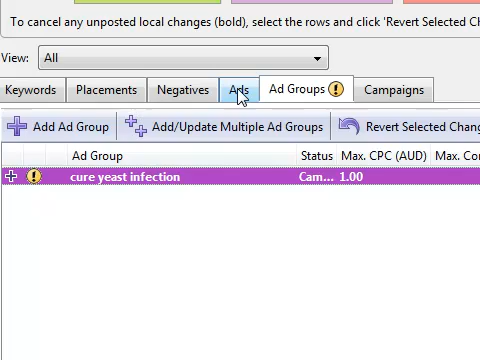 To cancel any unposted local changes (bold), select the rows and click 'Revert Selected Ch
View: All
Keywords Placements Negatives Ads Ad Groups Campaigns
Add Ad Group Add/Update Multiple Ad Groups Revert Selected Chang
Ad Group Status Max. CPC (AUD) Max. Con
cure yeast infection Cam... 1.00